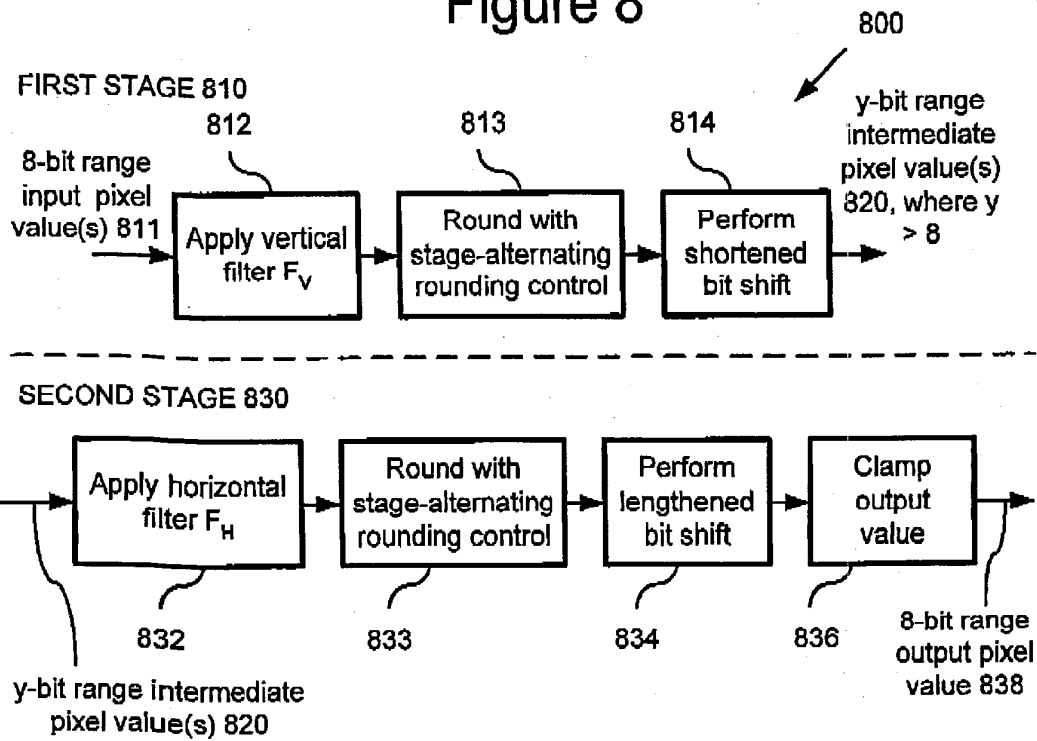 Figure 8
800
FIRST STAGE 810
812
813
814
8-bit range
input pixel
value(s) 811
Apply vertical
filter FV
Round with
stage-alternating
rounding control
Perform
shortened
bit shift
y-bit range
intermediate
pixel value(s)
820, where y
> 8
SECOND STAGE 830
Apply horizontal
filter FH
Round with
stage-alternating
rounding control
Perform
lengthened
bit shift
Clamp
output
value
832
833
834
836
8-bit range
output pixel
value 838
y-bit range intermediate
pixel value(s) 820